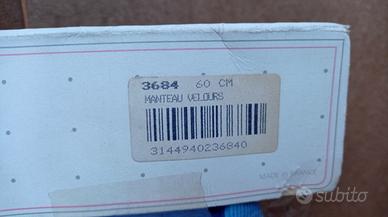 3684 60 CM
MANTEAU VELOURS
3144940236840
MADE IN FRANCE
subito